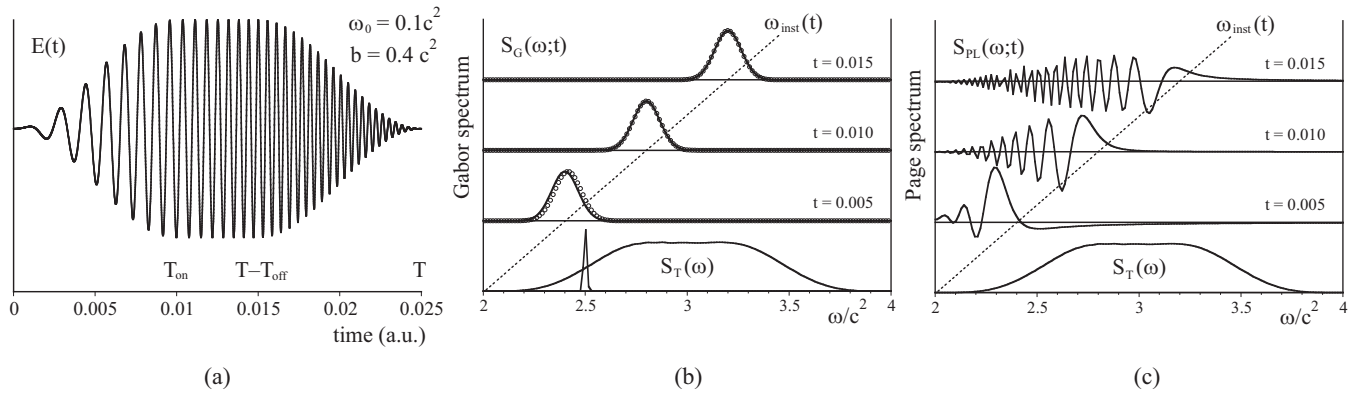 E(t)
ω₀ = 0.1c²
b = 0.4 c²
T_on
T–T_off
T
0
0.005
0.01
0.015
0.02
0.025
time (a.u.)
(a)
Gabor spectrum
S_G(ω;t)
ω_inst(t)
t = 0.015
t = 0.010
t = 0.005
S_T(ω)
2
2.5
3
3.5
4
ω/c²
(b)
Page spectrum
S_PL(ω;t)
ω_inst(t)
t = 0.015
t = 0.010
t = 0.005
S_T(ω)
2
2.5
3
3.5
4
ω/c²
(c)